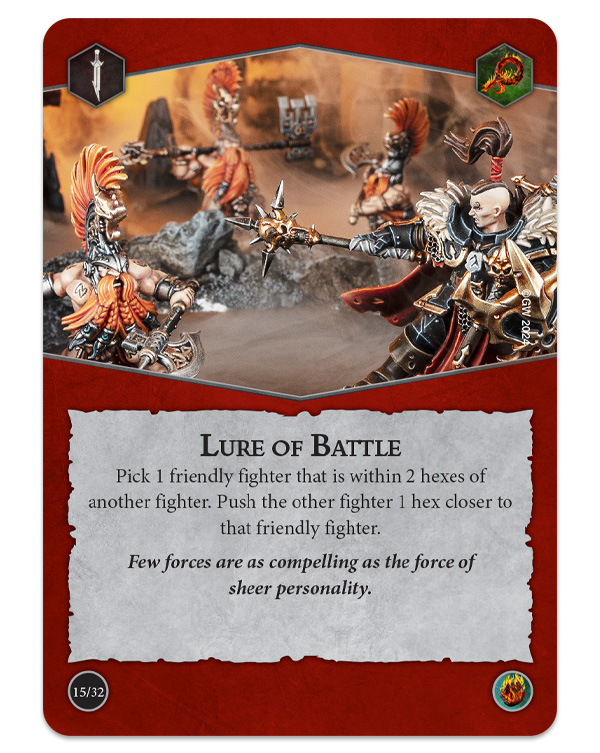 ©GW 2024
LURE OF BATTLE
Pick 1 friendly fighter that is within 2 hexes of
another fighter. Push the other fighter 1 hex closer to
that friendly fighter.
Few forces are as compelling as the force of
sheer personality.
15/32